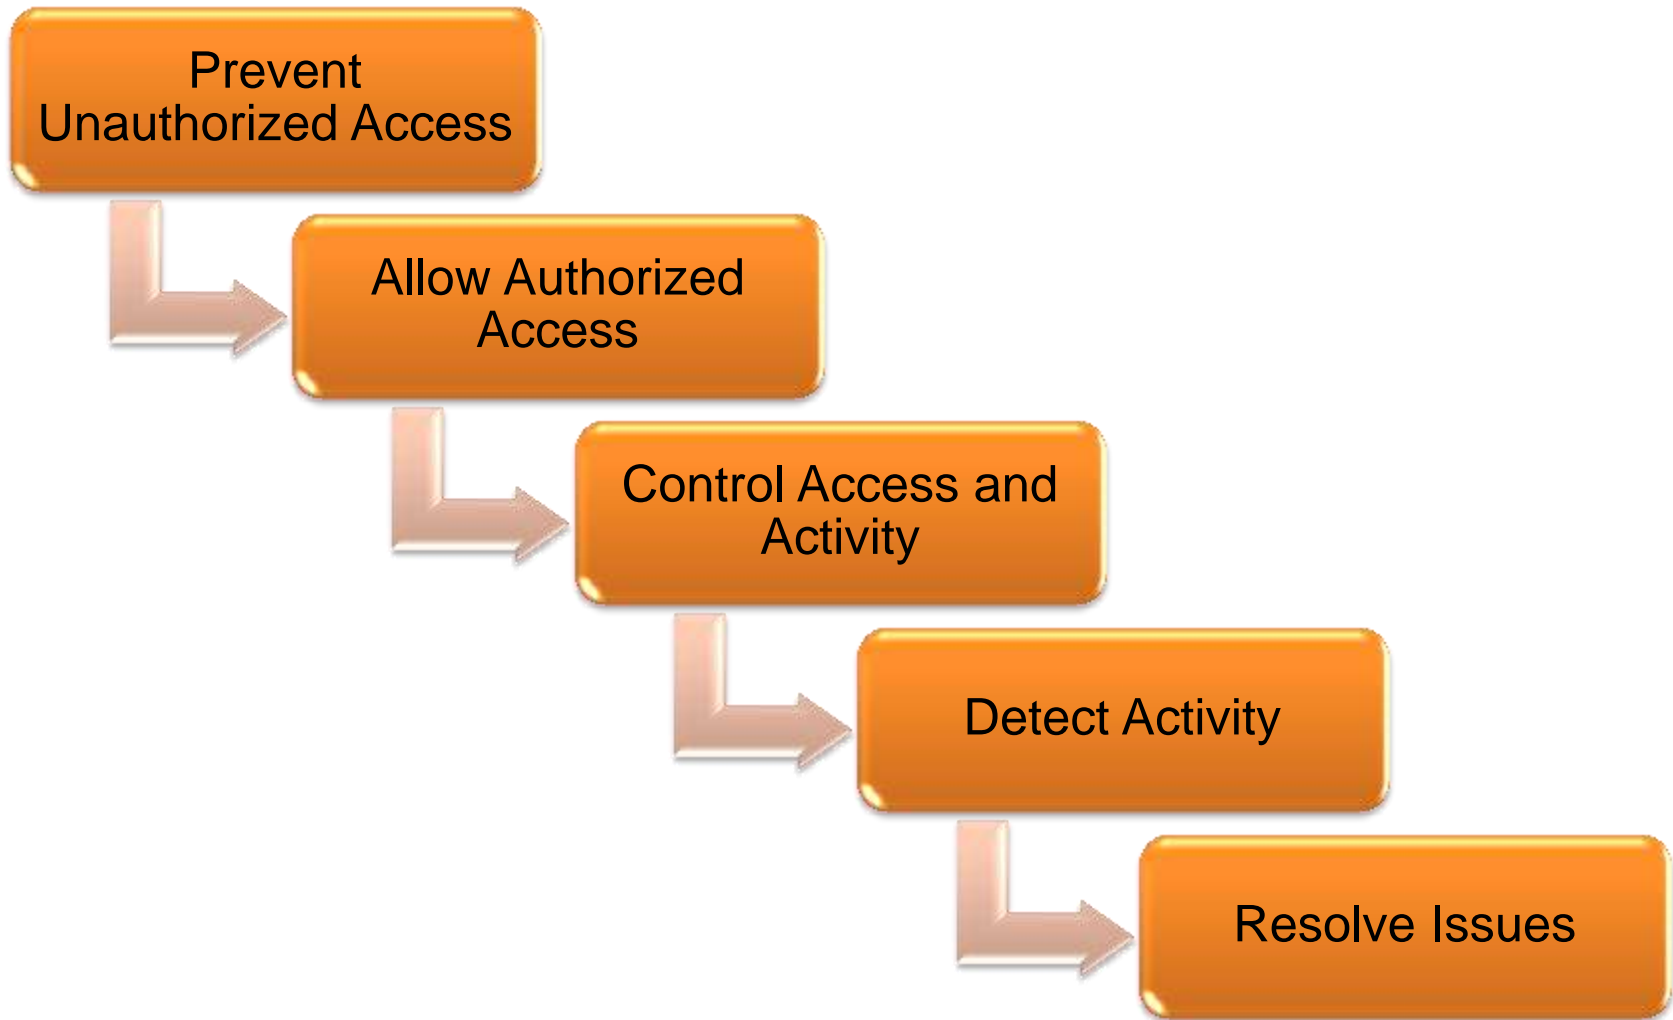 Prevent
Unauthorized Access
Allow Authorized
Access
Control Access and
Activity
Detect Activity
Resolve Issues